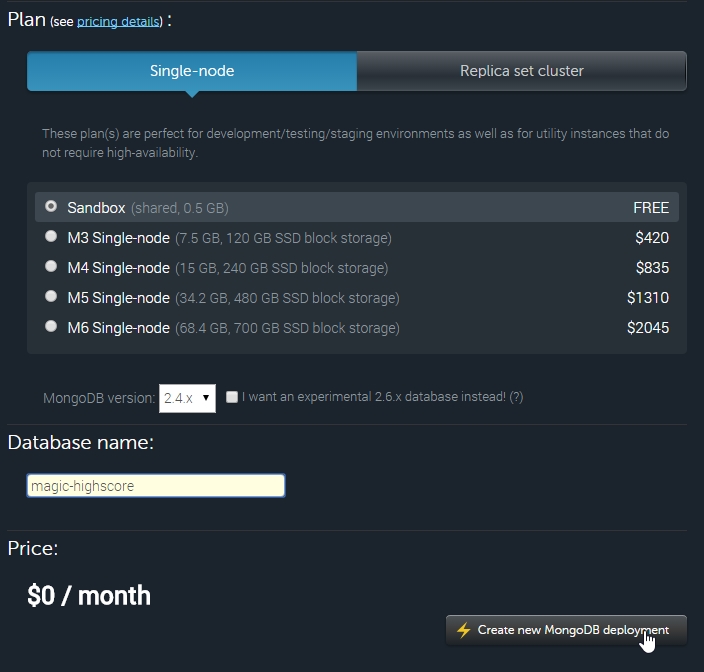 Plan (see pricing details) :
Single-node
Replica set cluster
These plan(s) are perfect for development/testing/staging environments as well as for utility instances that do
not require high-availability.
Sandbox (shared, 0.5 GB) FREE
M3 Single-node (7.5 GB, 120 GB SSD block storage) $420
M4 Single-node (15 GB, 240 GB SSD block storage) $835
M5 Single-node (34.2 GB, 480 GB SSD block storage) $1310
M6 Single-node (68.4 GB, 700 GB SSD block storage) $2045
MongoDB version: 2.4.x I want an experimental 2.6.x database instead! (?)
Database name:
magic-highscore
Price:
$0 / month
Create new MongoDB deployment